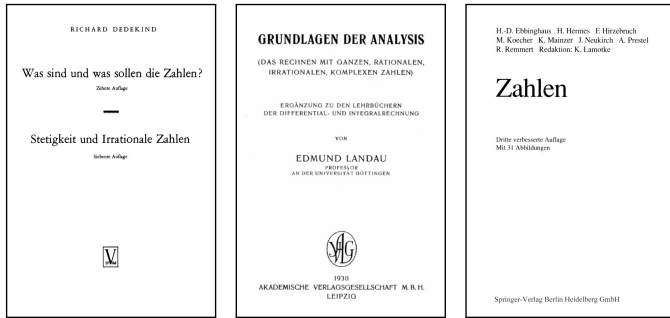 RICHARD DEDEKIND
Was sind und was sollen die Zahlen?
Zehnte Auflage
Stetigkeit und Irrationale Zahlen
Siebente Auflage
GRUNDLAGEN DER ANALYSIS
(DAS RECHNEN MIT GANZEN, RATIONALEN,
IRRATIONALEN, KOMPLEXEN ZAHLEN)
ERGÄNZUNG ZU DEN LEHRBÜCHERN
DER DIFFERENTIAL- UND INTEGRALRECHNUNG
VON
EDMUND LANDAU
PROFESSOR
AN DER UNIVERSITÄT GÖTTINGEN
1930
AKADEMISCHE VERLAGSGESELLSCHAFT M. B. H.
LEIPZIG
H.-D. Ebbinghaus H. Hermes F. Hirzebruch
M. Koecher K. Mainzer J. Neukirch A. Prestel
R. Remmert Redaktion: K. Lamotke
Zahlen
Dritte verbesserte Auflage
Mit 31 Abbildungen
Springer-Verlag Berlin Heidelberg GmbH